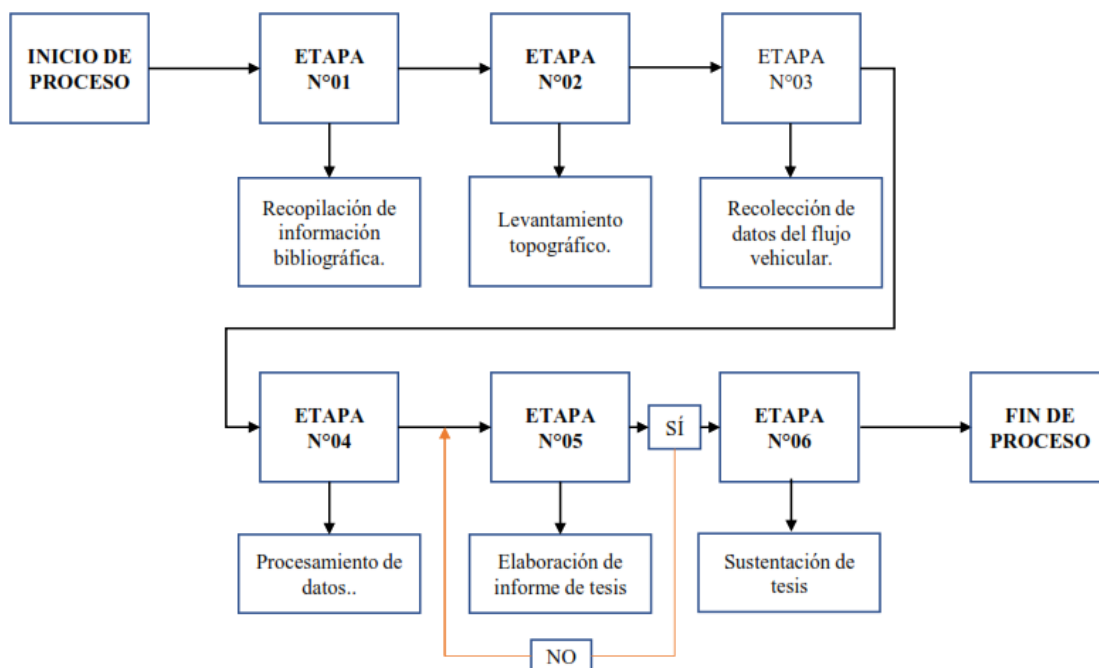 INICIO DE
PROCESO
ETAPA
N°01
ETAPA
N°02
ETAPA
N°03
Recopilación de
información
bibliográfica.
Levantamiento
topográfico.
Recolección de
datos del flujo
vehicular.
ETAPA
N°04
ETAPA
N°05
SÍ
ETAPA
N°06
FIN DE
PROCESO
Procesamiento de
datos..
Elaboración de
informe de tesis
Sustentación de
tesis
NO